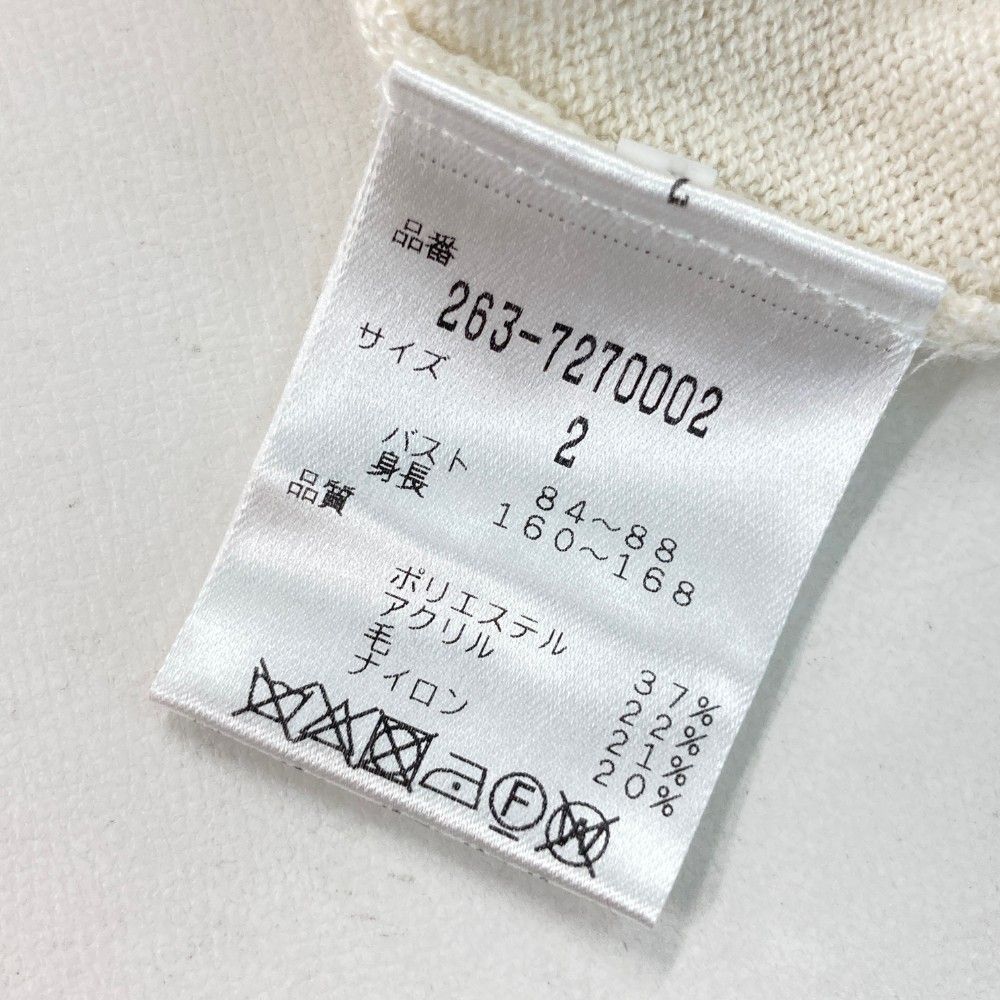 品番
263-7270002
サイズ
2
バスト 84〜88
身長 160〜168
品質
ポリエステル 37%
アクリル 22%
毛 21%
ナイロン 20%
F W